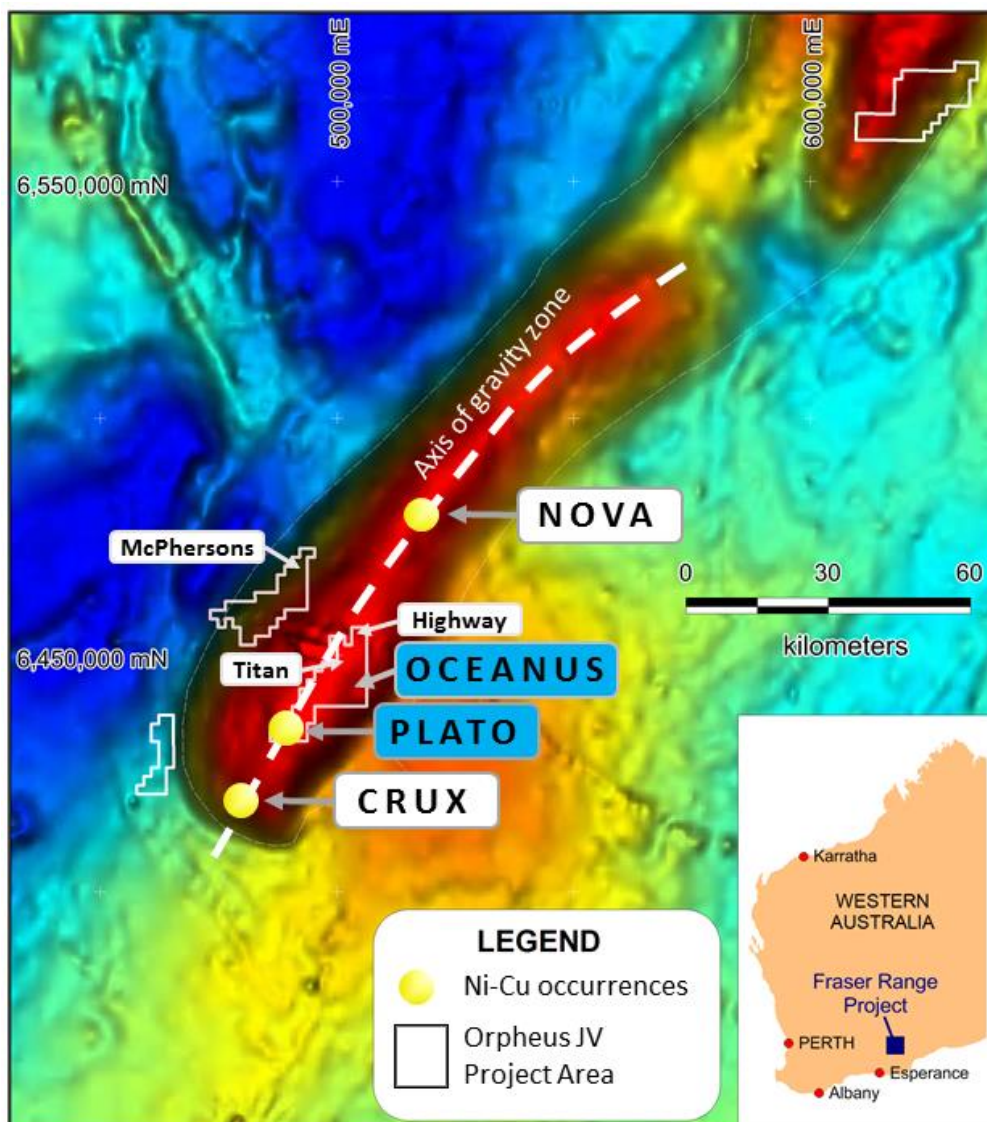 500,000 mE
600,000 mE
6,550,000 mN
Axis of gravity zone
NOVA
McPhersons
0 30 60
kilometers
Highway
6,450,000 mN
Titan
OCEANUS
PLATO
CRUX
LEGEND
Ni-Cu occurrences
Orpheus JV
Project Area
Karratha
WESTERN
AUSTRALIA
Fraser Range
Project
PERTH
Esperance
Albany